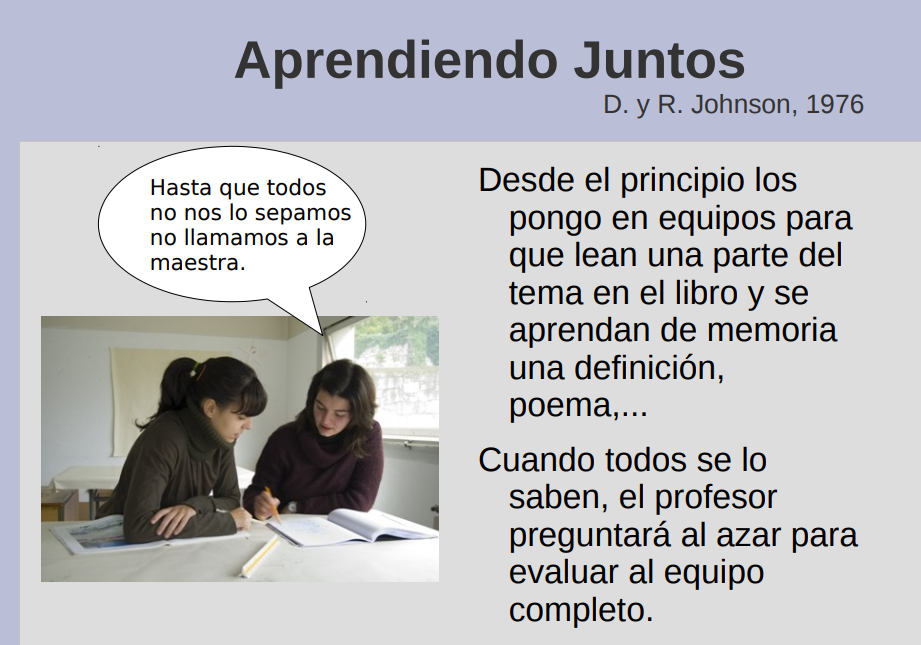 Aprendiendo Juntos
D. y R. Johnson, 1976
Hasta que todos
no nos lo sepamos
no llamamos a la
maestra.
Desde el principio los
pongo en equipos para
que lean una parte del
tema en el libro y se
aprendan de memoria
una definición,
poema,...
Cuando todos se lo
saben, el profesor
preguntará al azar para
evaluar al equipo
completo.